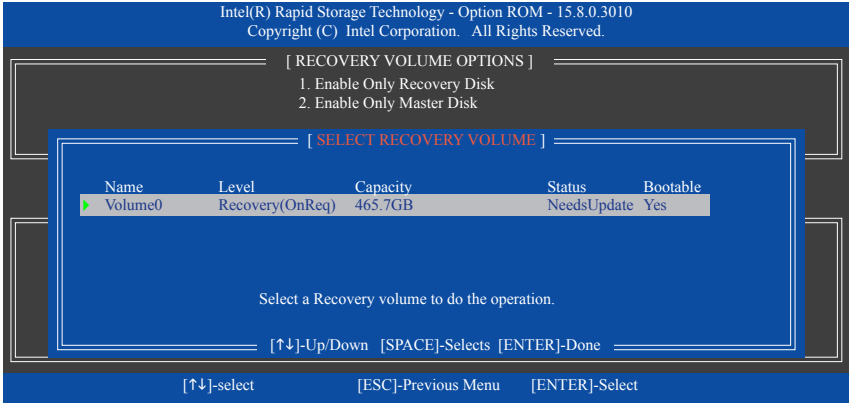 Intel(R) Rapid Storage Technology - Option ROM - 15.8.0.3010
Copyright (C) Intel Corporation. All Rights Reserved.
[ RECOVERY VOLUME OPTIONS ]
1. Enable Only Recovery Disk
2. Enable Only Master Disk
[ SELECT RECOVERY VOLUME ]
Name Level Capacity Status Bootable
Volume0 Recovery(OnReq) 465.7GB NeedsUpdate Yes
Select a Recovery volume to do the operation.
[↑↓]-Up/Down [SPACE]-Selects [ENTER]-Done
[↑↓]-select [ESC]-Previous Menu [ENTER]-Select